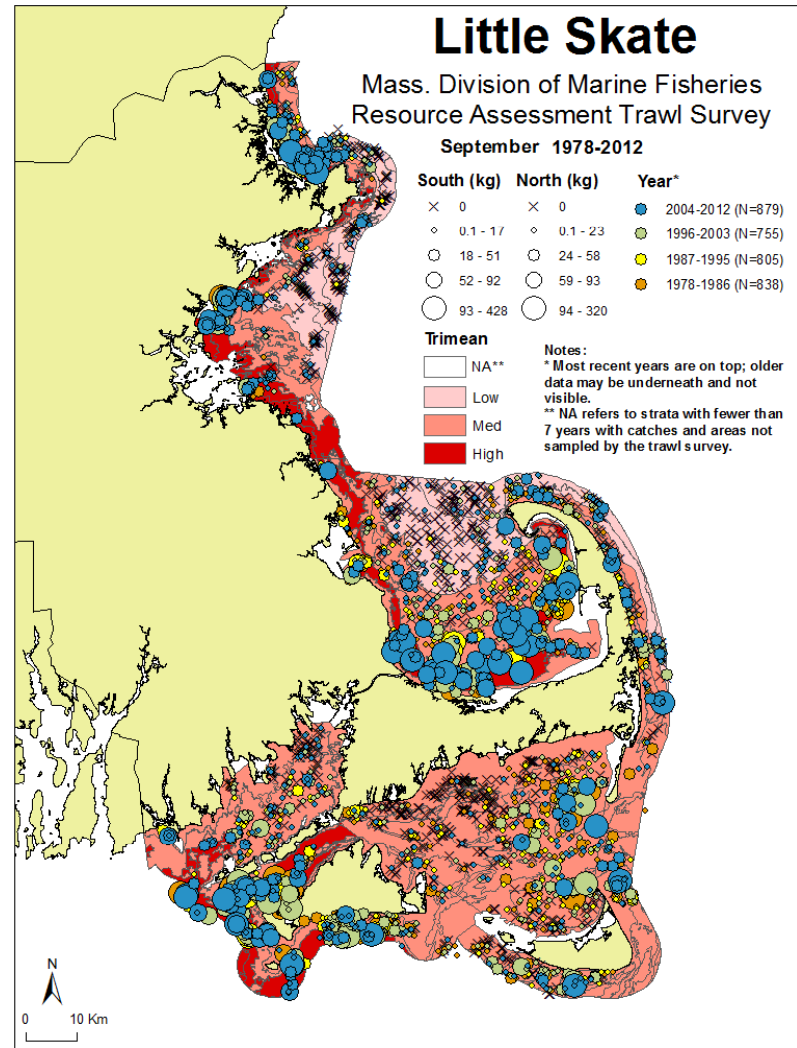 Little Skate
Mass. Division of Marine Fisheries
Resource Assessment Trawl Survey
September 1978-2012
South (kg) North (kg) Year*
× 0 × 0 2004-2012 (N=879)
0.1 - 17 0.1 - 23 1996-2003 (N=755)
18 - 51 24 - 58 1987-1995 (N=805)
52 - 92 59 - 93 1978-1986 (N=838)
93 - 428 94 - 320
Trimean
NA**
Low
Med
High
Notes:
* Most recent years are on top; older
data may be underneath and not
visible.
** NA refers to strata with fewer than
7 years with catches and areas not
sampled by the trawl survey.
N
0 10 Km